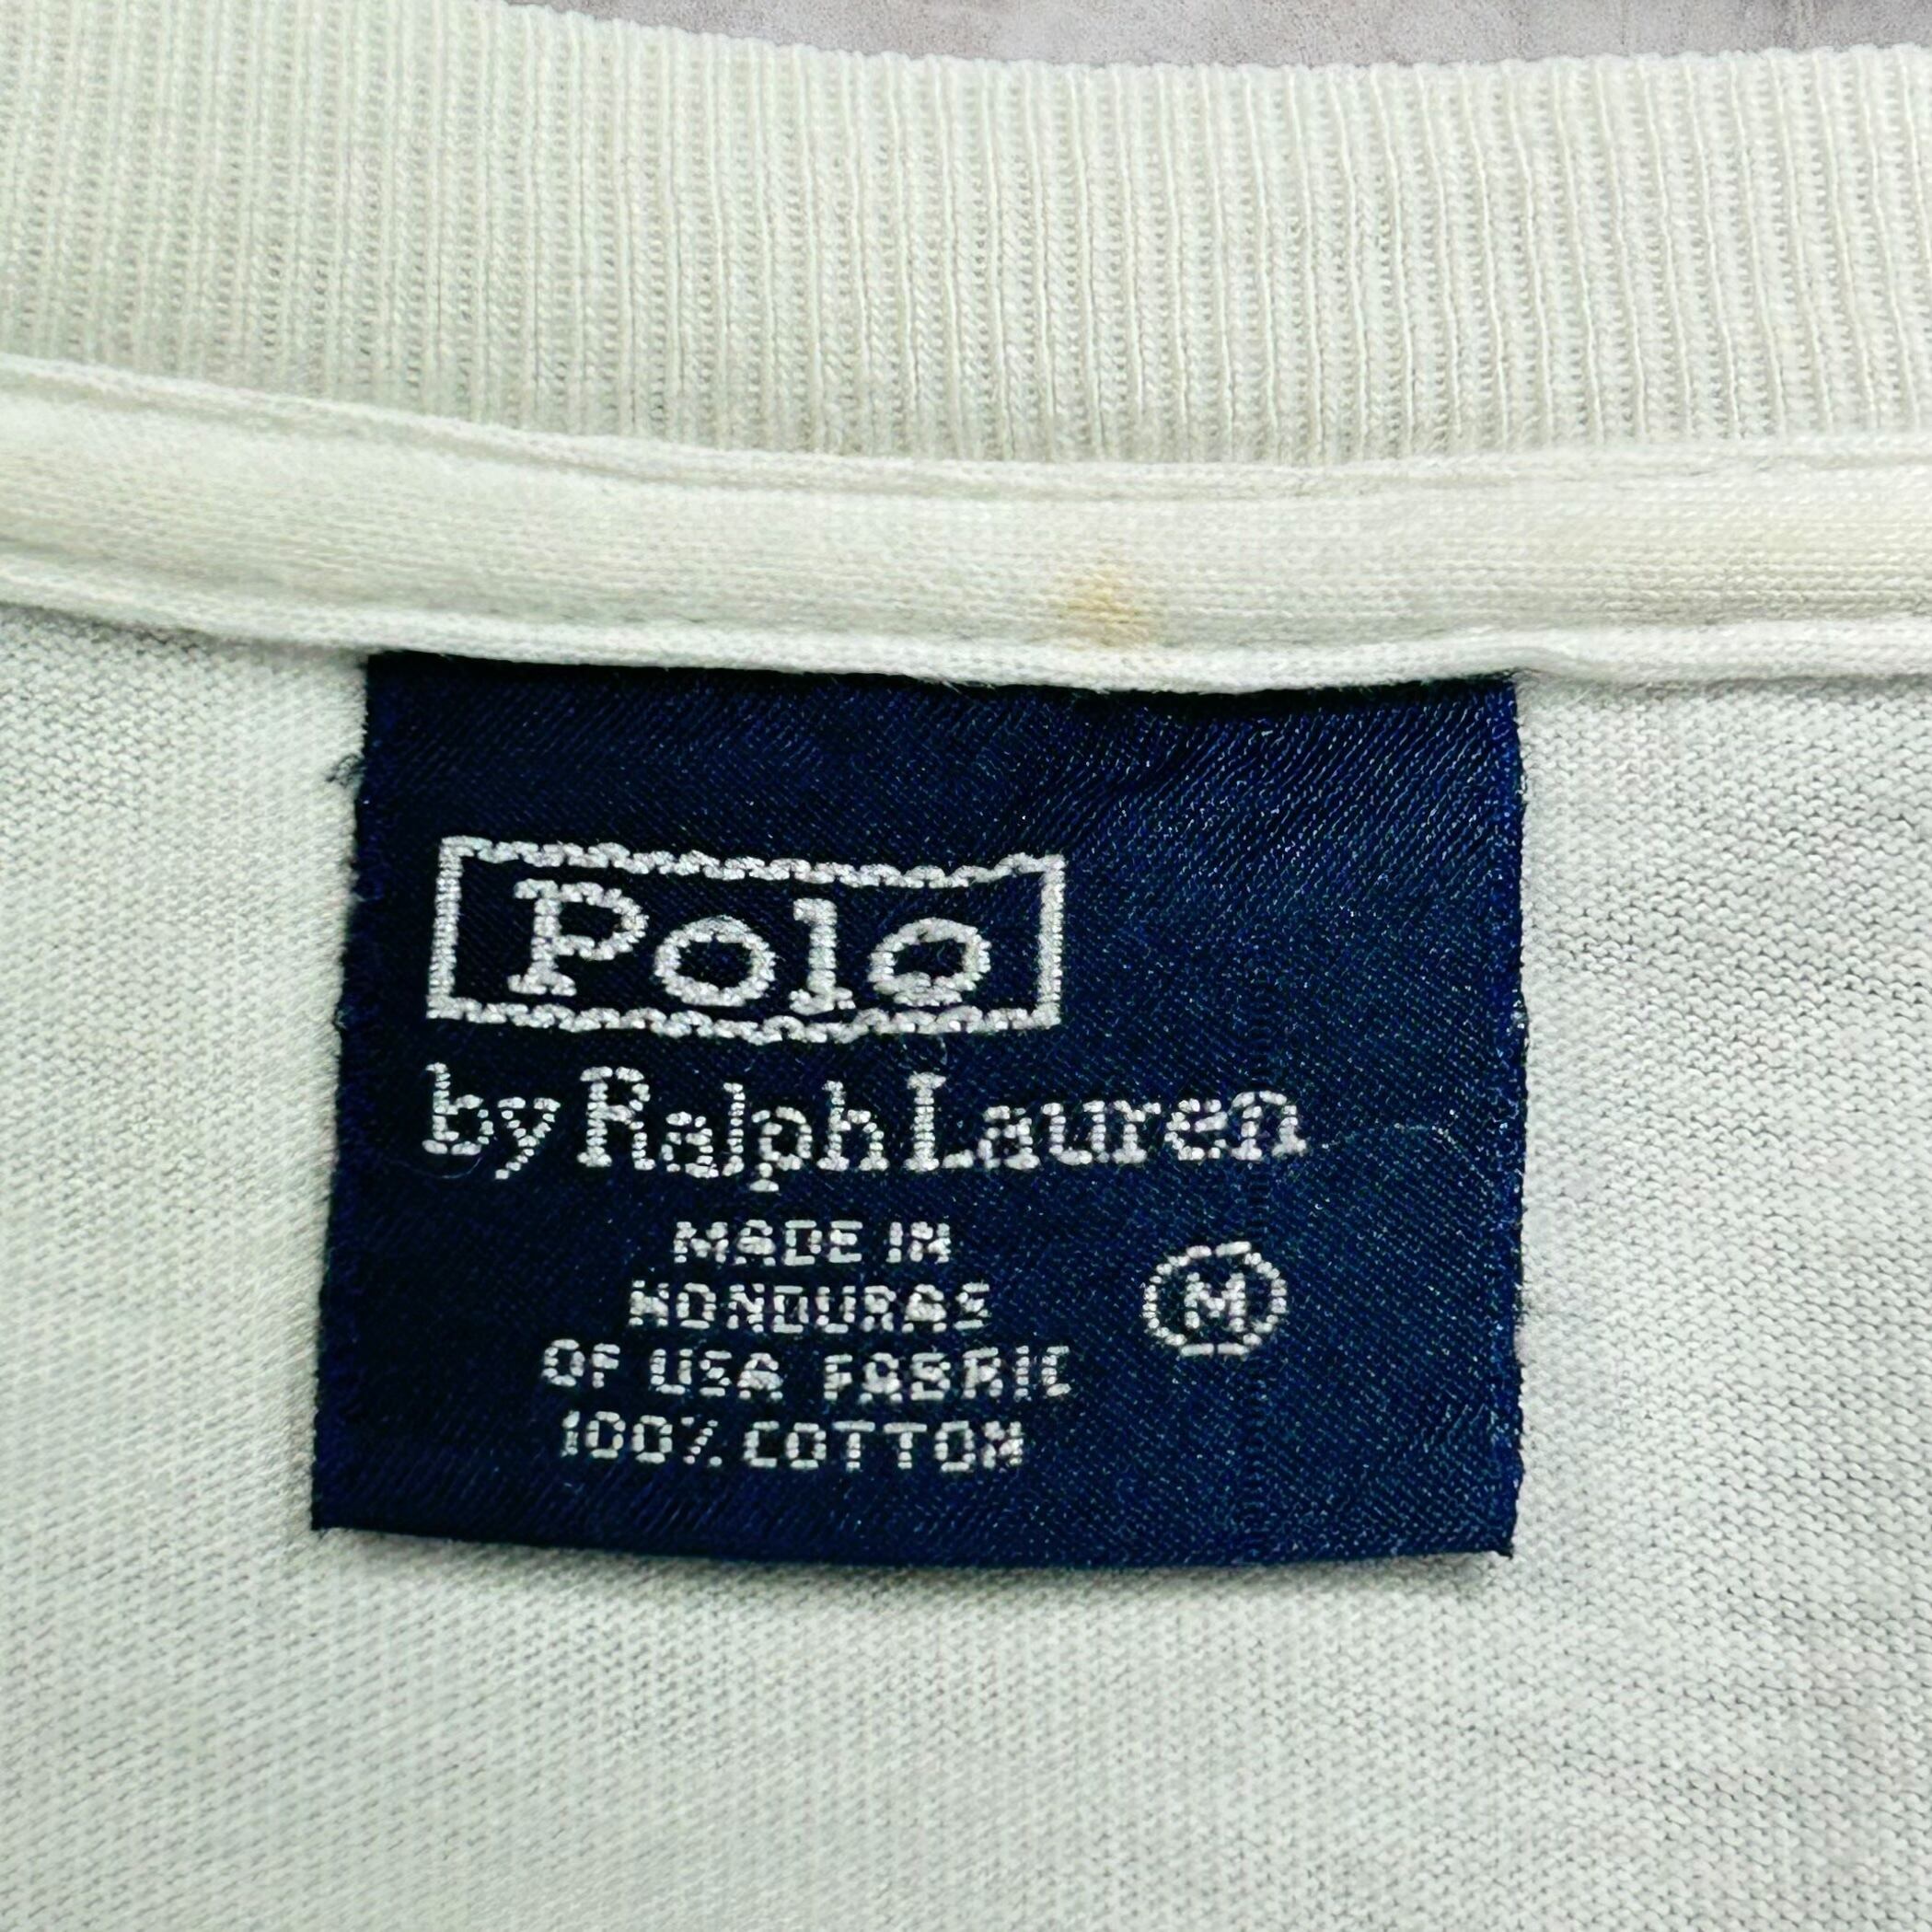 Polo
by Ralph Lauren
MADE IN
HONDURAS
OF USA FABRIC
100% COTTON
M